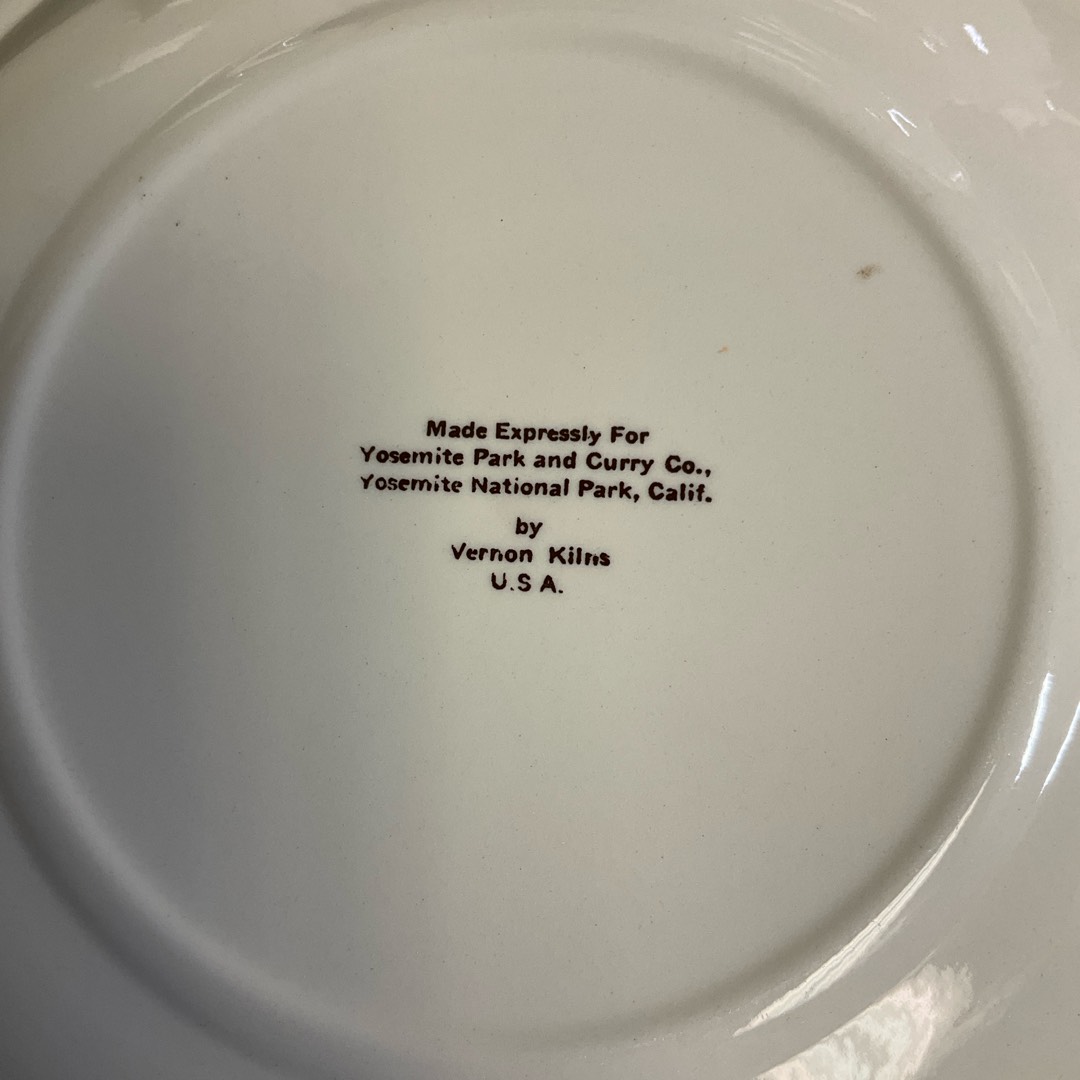 Made Expressly For
Yosemite Park and Curry Co.,
Yosemite National Park, Calif.
by
Vernon Kilns
U.S A.